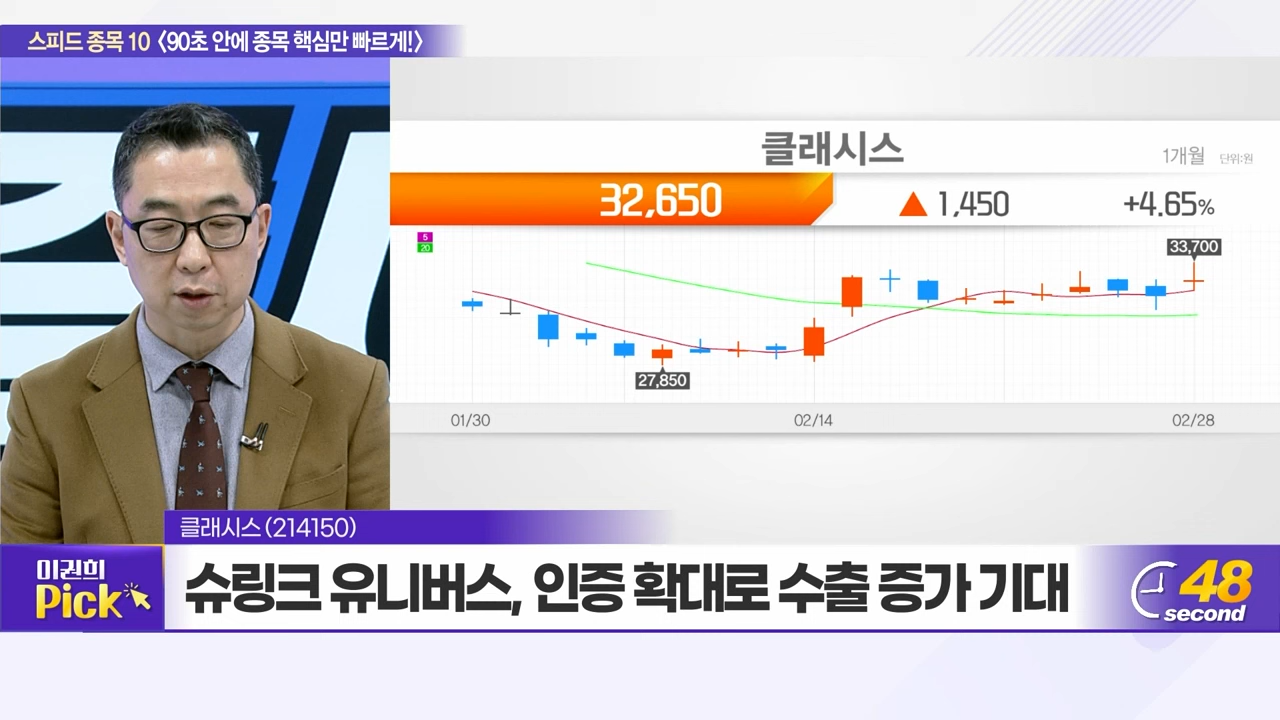 스피드 종목 10 〈90초 안에 종목 핵심만 빠르게!〉
클래시스
1개월 단위:원
32,650 ▲ 1,450 +4.65%
5
20
33,700
27,850
01/30 02/14 02/28
클래시스 (214150)
이권희
Pick
슈링크 유니버스, 인증 확대로 수출 증가 기대
48
second